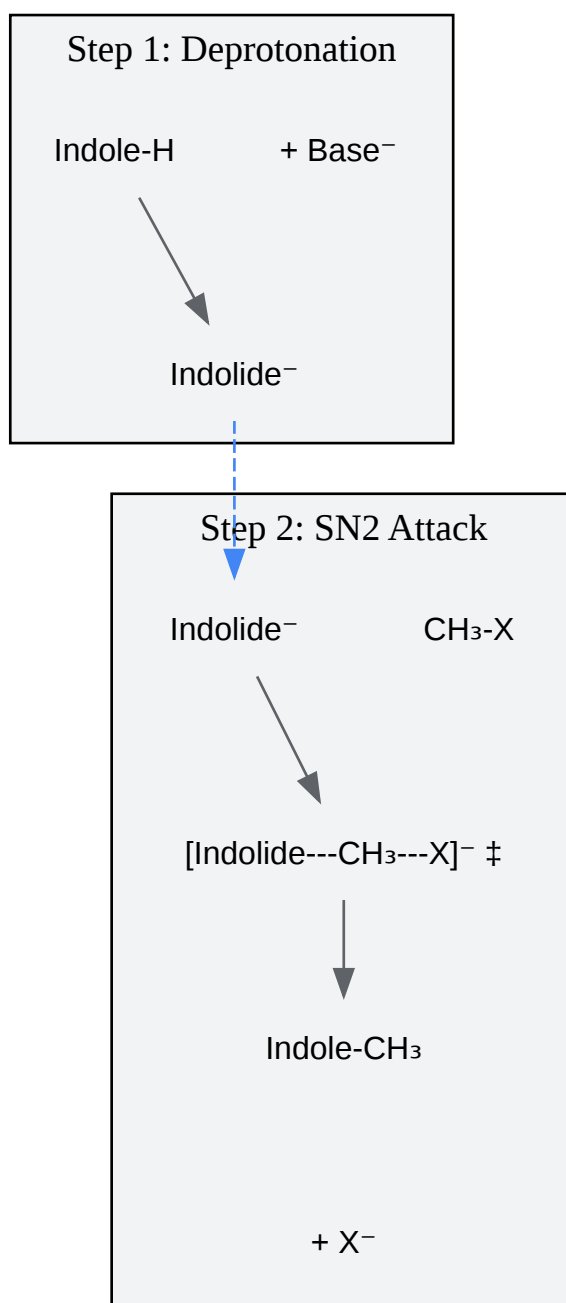 Step 1: Deprotonation
Indole-H + Base⁻
Indolide⁻
Step 2: SN2 Attack
Indolide⁻ CH₃-X
[Indolide---CH₃---X]⁻ ‡
Indole-CH₃
+ X⁻